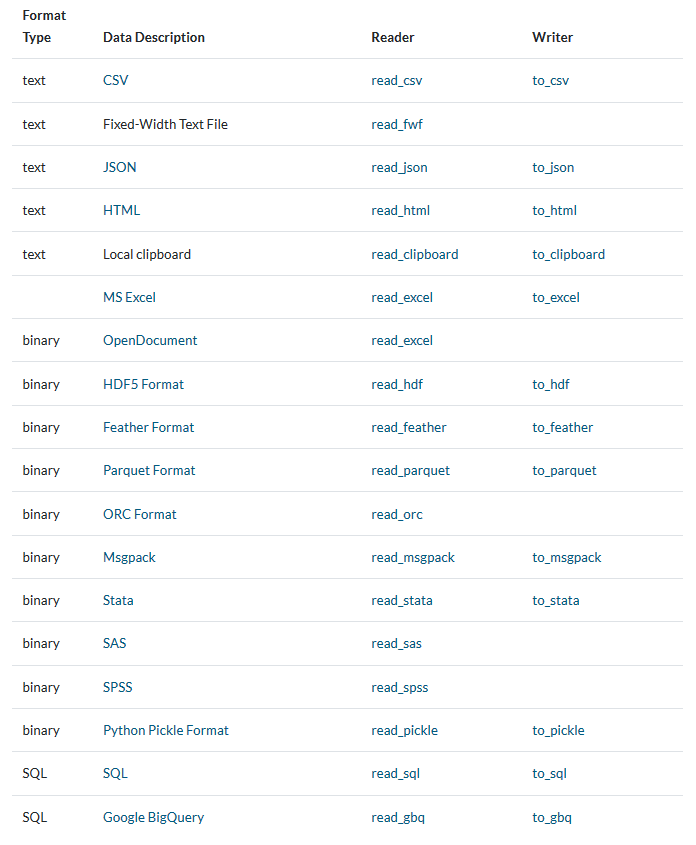 Format
Type Data Description Reader Writer
text CSV read_csv to_csv
text Fixed-Width Text File read_fwf
text JSON read_json to_json
text HTML read_html to_html
text Local clipboard read_clipboard to_clipboard
MS Excel read_excel to_excel
binary OpenDocument read_excel
binary HDF5 Format read_hdf to_hdf
binary Feather Format read_feather to_feather
binary Parquet Format read_parquet to_parquet
binary ORC Format read_orc
binary Msgpack read_msgpack to_msgpack
binary Stata read_stata to_stata
binary SAS read_sas
binary SPSS read_spss
binary Python Pickle Format read_pickle to_pickle
SQL SQL read_sql to_sql
SQL Google BigQuery read_gbq to_gbq